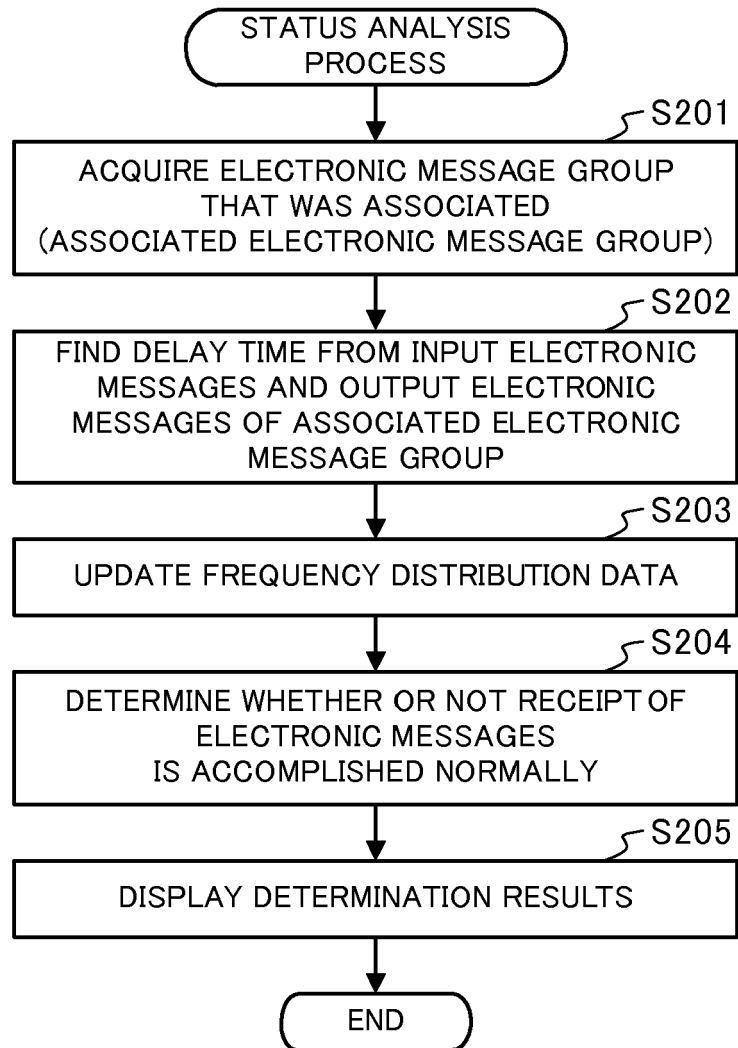 STATUS ANALYSIS
PROCESS
S201
ACQUIRE ELECTRONIC MESSAGE GROUP
THAT WAS ASSOCIATED
(ASSOCIATED ELECTRONIC MESSAGE GROUP)
S202
FIND DELAY TIME FROM INPUT ELECTRONIC
MESSAGES AND OUTPUT ELECTRONIC
MESSAGES OF ASSOCIATED ELECTRONIC
MESSAGE GROUP
S203
UPDATE FREQUENCY DISTRIBUTION DATA
S204
DETERMINE WHETHER OR NOT RECEIPT OF
ELECTRONIC MESSAGES
IS ACCOMPLISHED NORMALLY
S205
DISPLAY DETERMINATION RESULTS
END